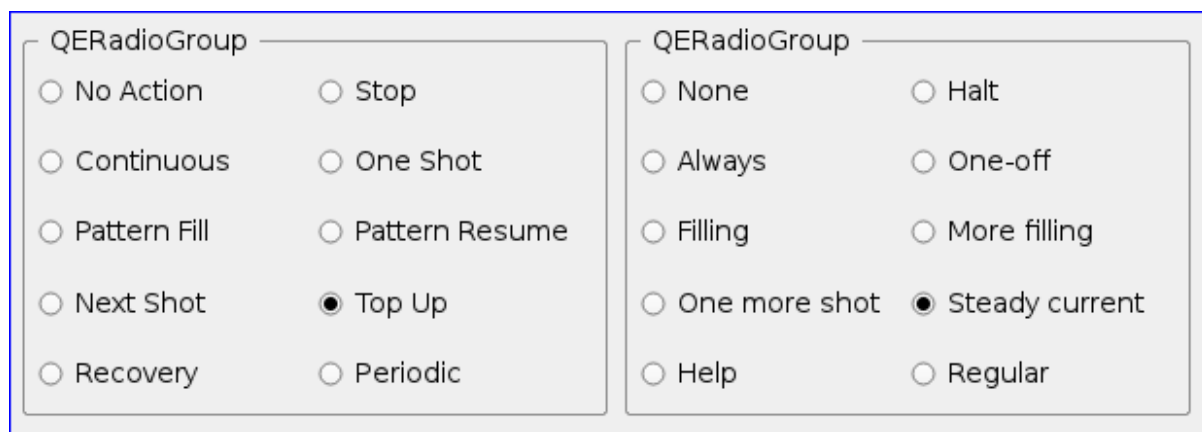 QERadioGroup
No Action Stop
Continuous One Shot
Pattern Fill Pattern Resume
Next Shot Top Up
Recovery Periodic
QERadioGroup
None Halt
Always One-off
Filling More filling
One more shot Steady current
Help Regular